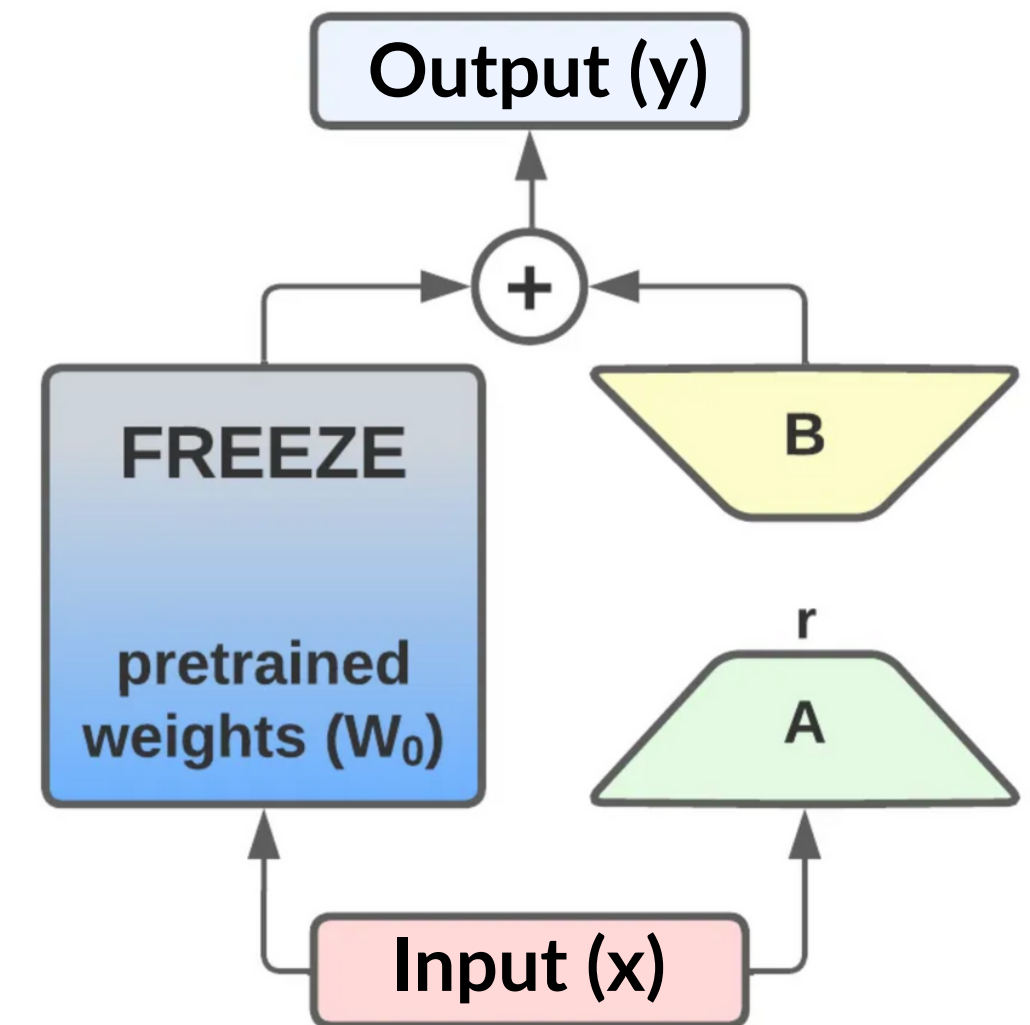 Output (y)
+
FREEZE
pretrained
weights (W₀)
B
r
A
Input (x)